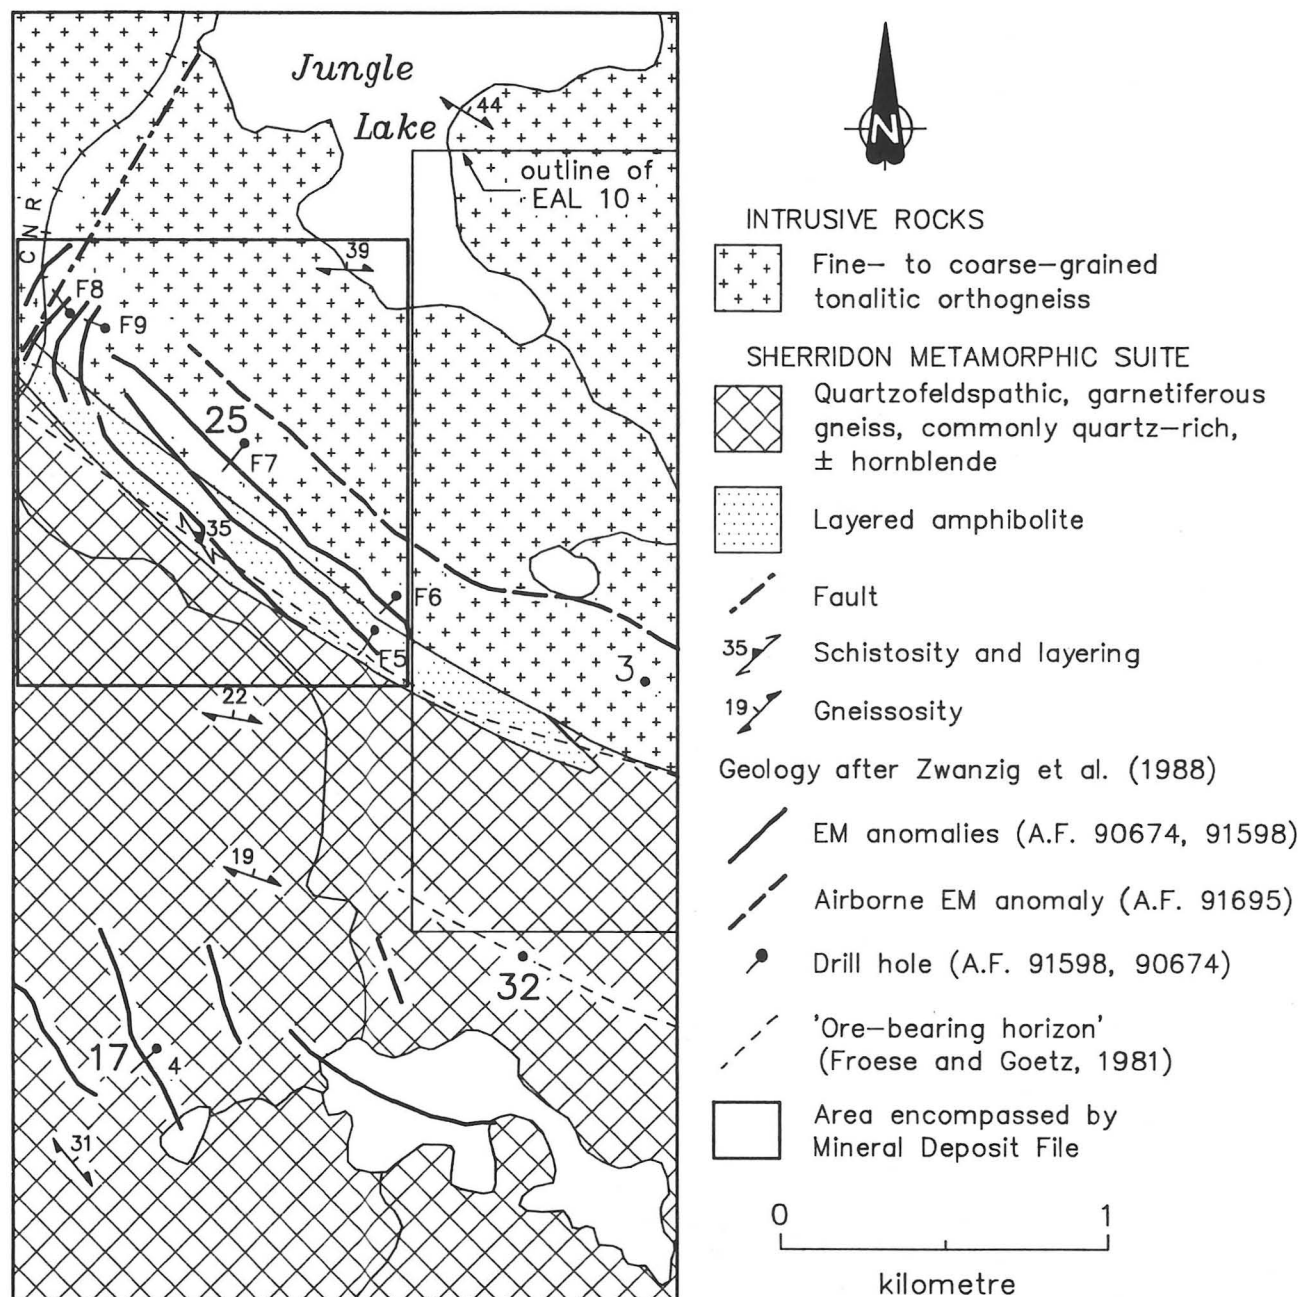 Jungle
Lake
44
outline of
EAL 10
C N R
39
F8
F9
25
F7
35
F6
F5
3
22
19
32
17
4
31
N
INTRUSIVE ROCKS
Fine- to coarse-grained
tonalitic orthogneiss
SHERRIDON METAMORPHIC SUITE
Quartzofeldspathic, garnetiferous
gneiss, commonly quartz-rich,
± hornblende
Layered amphibolite
Fault
35 Schistosity and layering
19 Gneissosity
Geology after Zwanzig et al. (1988)
EM anomalies (A.F. 90674, 91598)
Airborne EM anomaly (A.F. 91695)
Drill hole (A.F. 91598, 90674)
'Ore-bearing horizon'
(Froese and Goetz, 1981)
Area encompassed by
Mineral Deposit File
0 1
kilometre